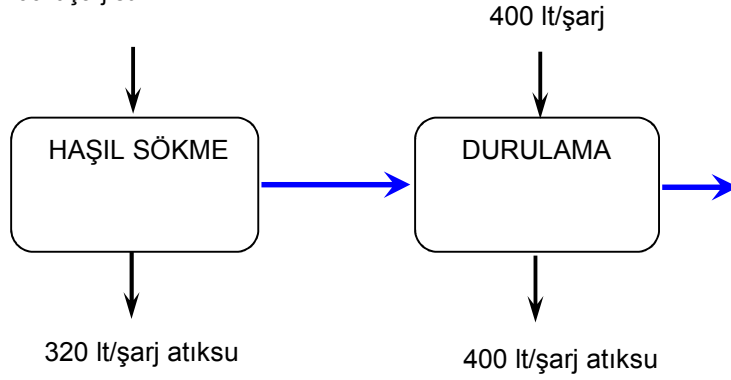 400 lt/şarj
HAŞIL SÖKME
DURULAMA
320 lt/şarj atıksu
400 lt/şarj atıksu